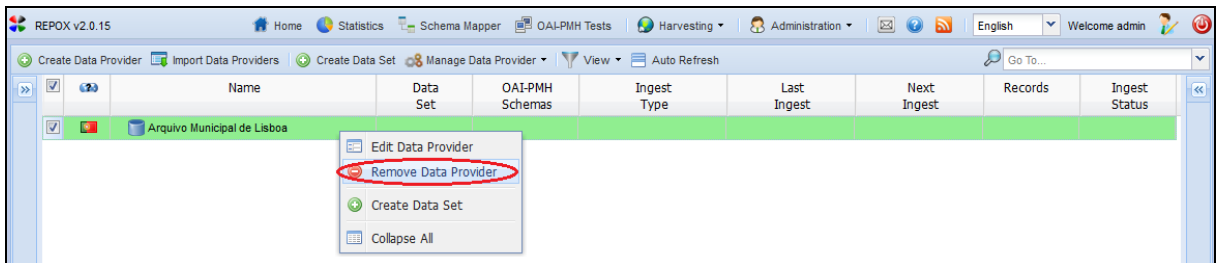 REPOX v2.0.15 Home Statistics Schema Mapper OAI-PMH Tests Harvesting Administration English Welcome admin
Create Data Provider Import Data Providers Create Data Set Manage Data Provider View Auto Refresh Go To...
Name Data Set OAI-PMH Schemas Ingest Type Last Ingest Next Ingest Records Ingest Status
Arquivo Municipal de Lisboa
Edit Data Provider
Remove Data Provider
Create Data Set
Collapse All